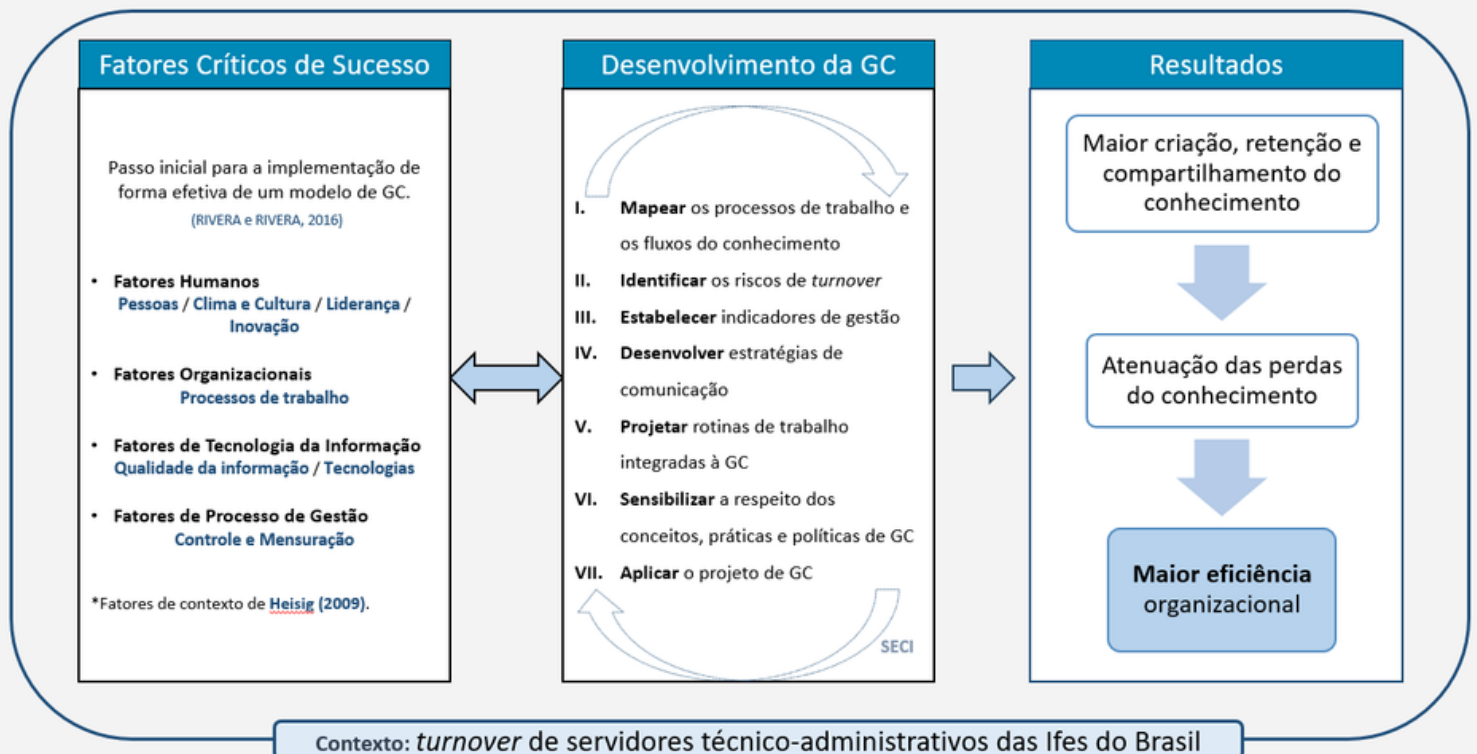 Fatores Críticos de Sucesso
Passo inicial para a implementação de
forma efetiva de um modelo de GC.
(RIVERA e RIVERA, 2016)
• Fatores Humanos
Pessoas / Clima e Cultura / Liderança /
Inovação
• Fatores Organizacionais
Processos de trabalho
• Fatores de Tecnologia da Informação
Qualidade da informação / Tecnologias
• Fatores de Processo de Gestão
Controle e Mensuração
*Fatores de contexto de Heisig (2009).
Desenvolvimento da GC
I. Mapear os processos de trabalho e
os fluxos do conhecimento
II. Identificar os riscos de turnover
III. Estabelecer indicadores de gestão
IV. Desenvolver estratégias de
comunicação
V. Projetar rotinas de trabalho
integradas à GC
VI. Sensibilizar a respeito dos
conceitos, práticas e políticas de GC
VII. Aplicar o projeto de GC
SECI
Resultados
Maior criação, retenção e
compartilhamento do
conhecimento
Atenuação das perdas
do conhecimento
Maior eficiência
organizacional
Contexto: turnover de servidores técnico-administrativos das Ifes do Brasil